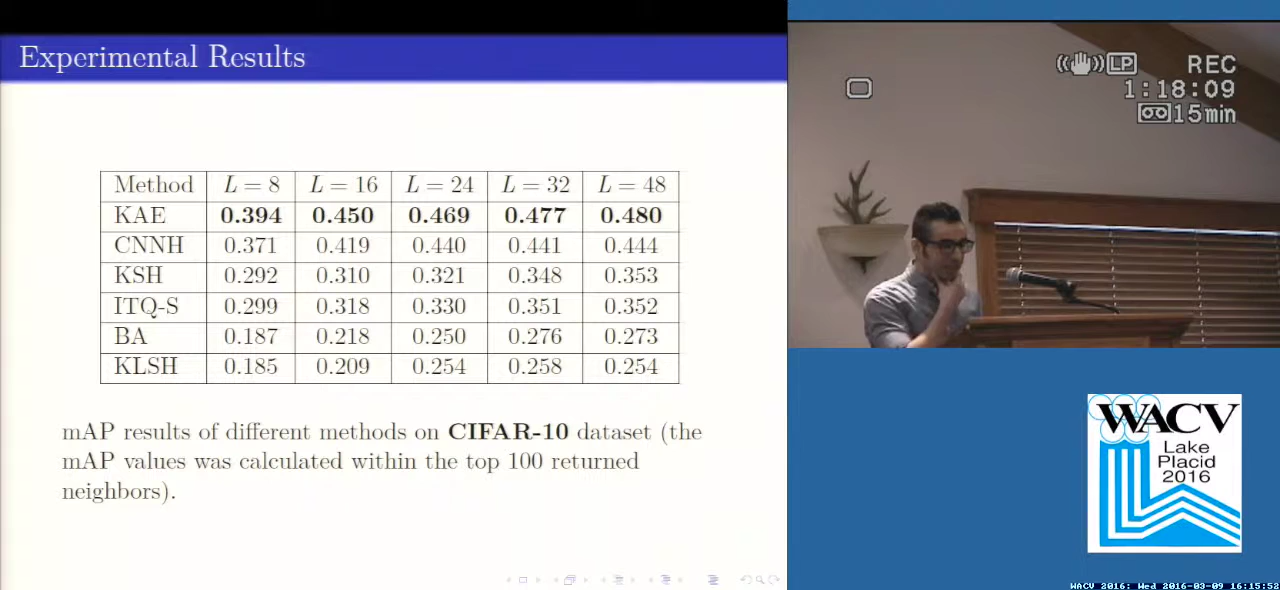 Experimental Results
Method L = 8 L = 16 L = 24 L = 32 L = 48
KAE 0.394 0.450 0.469 0.477 0.480
CNNH 0.371 0.419 0.440 0.441 0.444
KSH 0.292 0.310 0.321 0.348 0.353
ITQ-S 0.299 0.318 0.330 0.351 0.352
BA 0.187 0.218 0.250 0.276 0.273
KLSH 0.185 0.209 0.254 0.258 0.254
mAP results of different methods on CIFAR-10 dataset (the
mAP values was calculated within the top 100 returned
neighbors).
LP REC
1:18:09
15min
WACV
Lake
Placid
2016
WACV 2016: Wed 2016-03-09 16:15:52